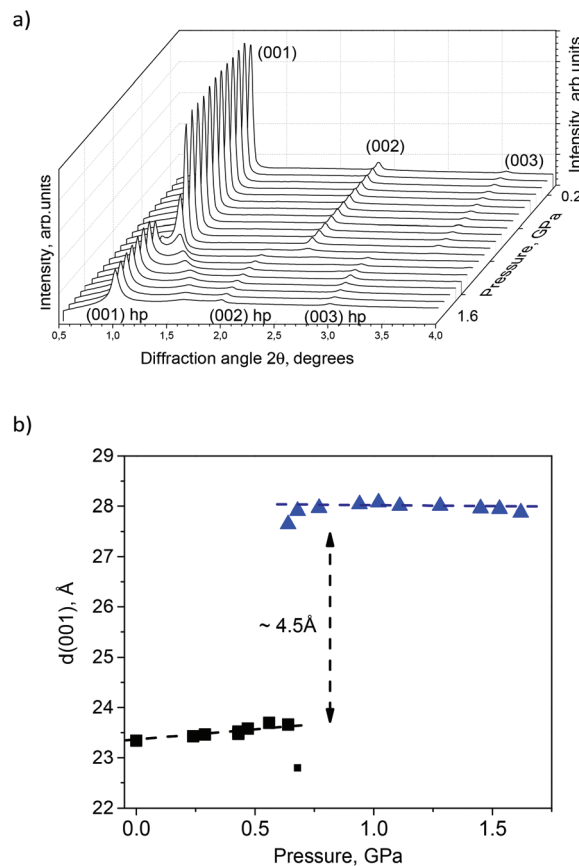 a)
(001)
(002)
(003)
Intensity, arb.units
Intensity, arb.units
0.2
Pressure, GPa
1.6
(001) hp
(002) hp
(003) hp
0,5
1,0
1,5
2,0
2,5
3,0
3,5
4,0
Diffraction angle 2θ, degrees
b)
29
28
27
26
25
24
23
22
d(001), Å
~ 4.5Å
0.0
0.5
1.0
1.5
Pressure, GPa